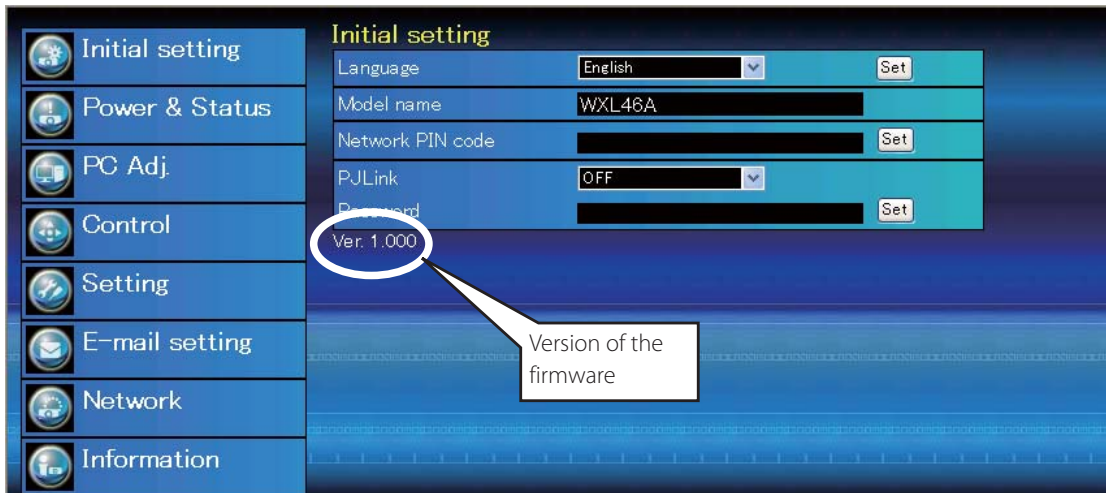 Initial setting
Power & Status
PC Adj.
Control
Setting
E-mail setting
Network
Information
Initial setting
Language English Set
Model name WXL46A
Network PIN code Set
PJLink OFF
Password Set
Ver. 1.000
Version of the
firmware